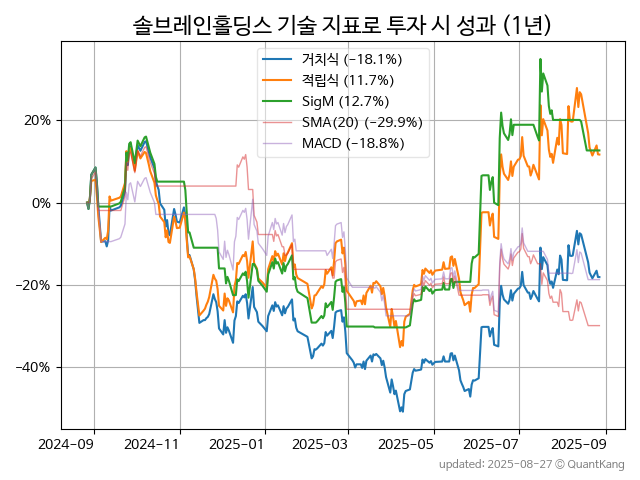 솔브레인홀딩스 기술 지표로 투자 시 성과 (1년)
거치식 (−18.1%)
적립식 (11.7%)
SigM (12.7%)
SMA(20) (−29.9%)
MACD (−18.8%)
20%
0%
−20%
−40%
2024-09 2024-11 2025-01 2025-03 2025-05 2025-07 2025-09
updated: 2025-08-27 © QuantKang